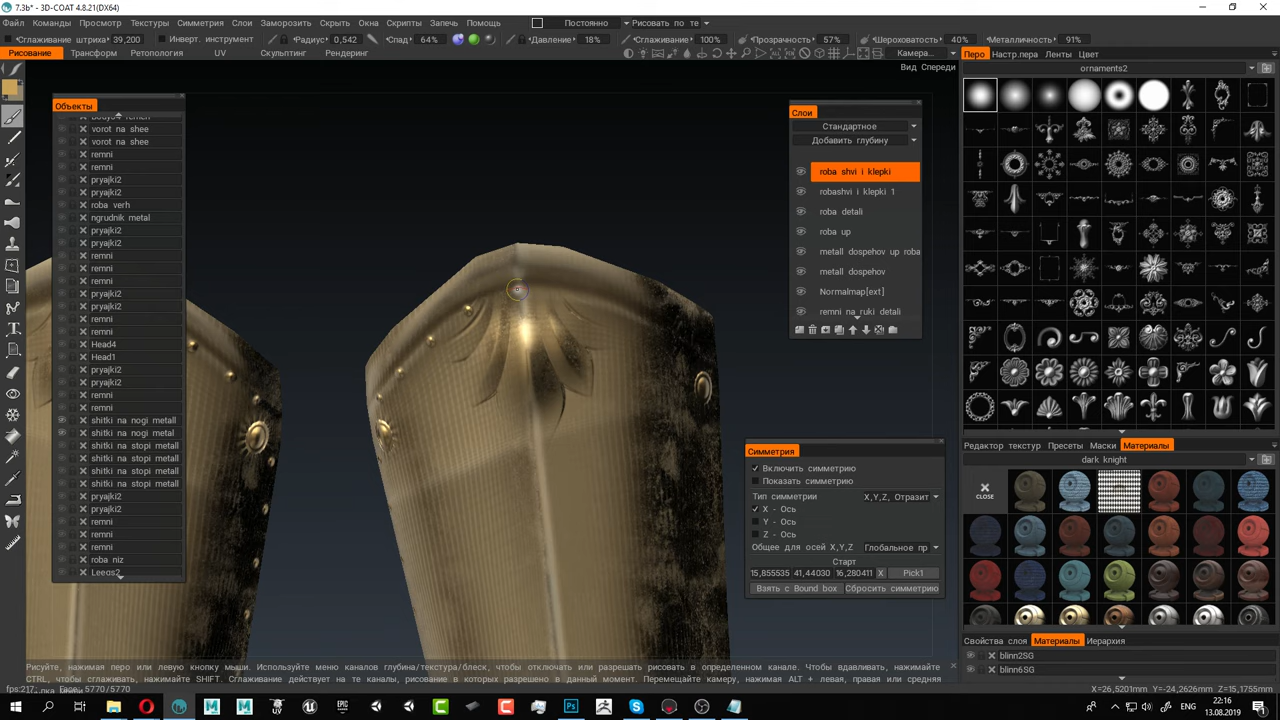 7.3b* - 3D-COAT 4.8.21(DX64)
Файл Команды Просмотр Текстуры Симметрия Слои Заморозить Скрыть Окна Скрипты Запечь Помощь Постоянно Рисовать по те
Сглаживание штриха 39,200 Инверт. инструмент Радиус 0,542 Спад 64% Давление 18% Сглаживание 100% Прозрачность 57% Шероховатость 40% Металличность 91%
Рисование Трансформ Ретопология UV Скульптинг Рендеринг Камера... Перо Настр.пера Ленты Цвет
Вид Спереди
ornaments2
Объекты
vorot na shee
vorot na shee
remni
remni
pryajki2
pryajki2
roba verh
ngrudnik metal
pryajki2
pryajki2
remni
remni
remni
pryajki2
pryajki2
remni
remni
Head4
Head1
pryajki2
pryajki2
remni
remni
shitki na nogi metall
shitki na nogi metal
shitki na stopi metall
shitki na stopi metall
shitki na stopi metall
shitki na stopi metall
pryajki2
pryajki2
remni
remni
remni
roba niz
Leegs2
Слои
Стандартное
Добавить глубину
roba shvi i klepki
robashvi i klepki 1
roba detali
roba up
metall dospehov up roba
metall dospehov
Normalmap[ext]
remni na_ruki detali
Симметрия
Включить симметрию
Показать симметрию
Тип симметрии X,Y,Z, Отразит
X - Ось
Y - Ось
Z - Ось
Общее для осей X,Y,Z Глобальное пр
Старт
15,855535 41,44030 16,280411 X Pick1
Взять с Bound box Сбросить симметрию
Редактор текстур Пресеты Маски Материалы
dark knight
CLOSE
Свойства слоя Материалы Иерархия
blinn2SG
blinn6SG
Рисуйте, нажимая перо или левую кнопку мыши. Используйте меню каналов глубина/текстура/блеск, чтобы отключить или разрешать рисовать в определенном канале. Чтобы вдавливать, нажимайте
CTRL, чтобы сглаживать, нажимайте SHIFT. Сглаживание действует на те каналы, рисование в которых разрешено в данный момент. Перемещайте камеру, нажимая ALT + левая, правая или средняя
fps:217 5770/5770
X=26,5201mm Y=-24,2626mm Z=15,1755mm
UV
EPIC
Ps
ENG
22:16
13.08.2019